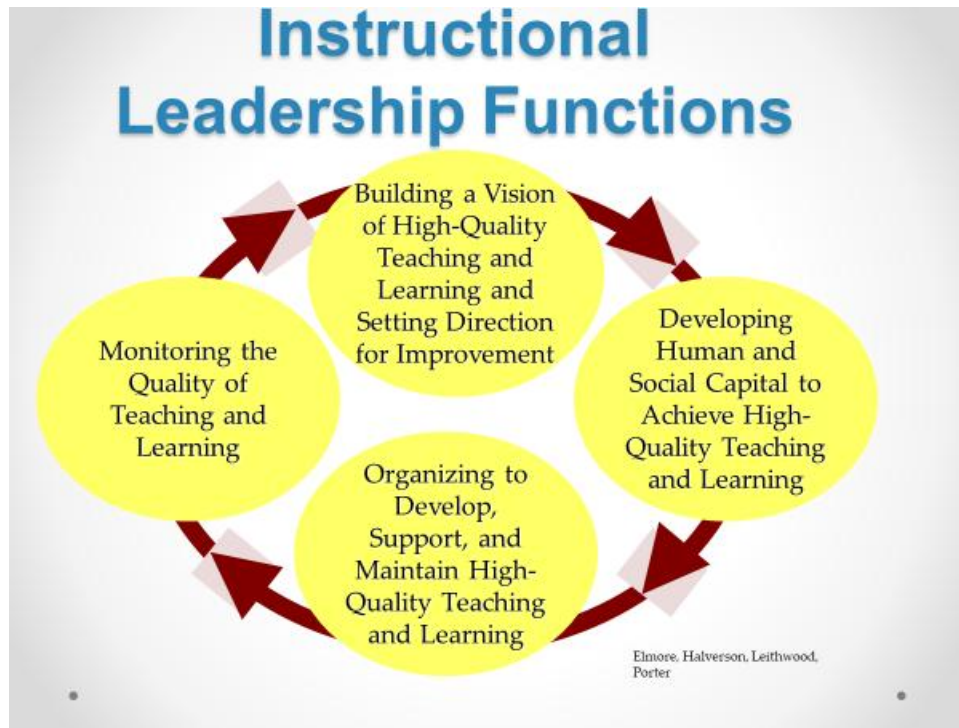 Instructional
Leadership Functions
Building a Vision
of High-Quality
Teaching and
Learning and
Setting Direction
for Improvement
Developing
Human and
Social Capital to
Achieve High-
Quality Teaching
and Learning
Organizing to
Develop,
Support, and
Maintain High-
Quality Teaching
and Learning
Monitoring the
Quality of
Teaching and
Learning
Elmore, Halverson, Leithwood,
Porter